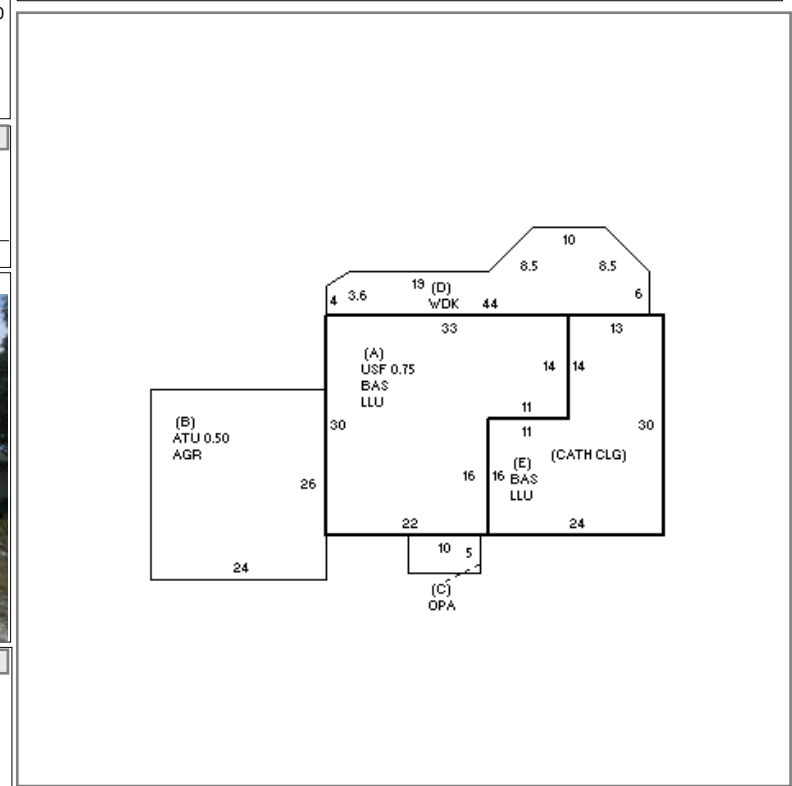 0
10
8.5 8.5
19 (D)
4 3.6 WDK 44 6
33 13
(A)
USF 0.75
BAS
LLU
14 14
11
11
30 30
(B)
ATU 0.50
AGR
(CATH CLG)
(E)
BAS
LLU
16 16
26
22 24
10 5
24
(C)
OPA